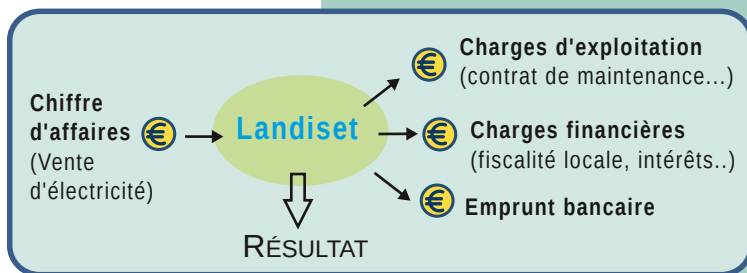 Chiffre
d'affaires
(Vente
d'électricité)
Landiset
RÉSULTAT
Charges d'exploitation
(contrat de maintenance...)
Charges financières
(fiscalité locale, intérêts..)
Emprunt bancaire